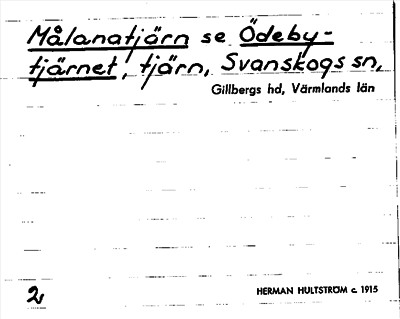 Målanatjärn se Ödeby-
tjärnet, tjärn, Svanskogs sn,
Gillbergs hd, Värmlands län
2
HERMAN HULTSTRÖM c. 1915